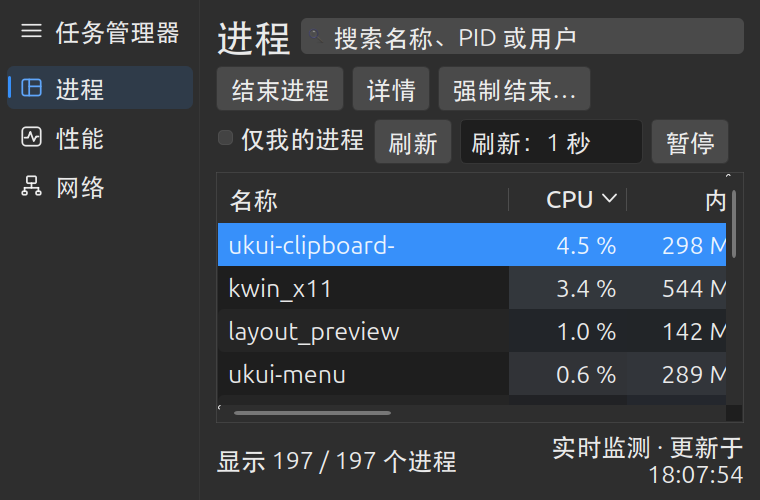 任务管理器
进程
性能
网络
进程
搜索名称、PID 或用户
结束进程 详情 强制结束...
仅我的进程 刷新 刷新：1 秒 暂停
名称 CPU 内
ukui-clipboard- 4.5 % 298 M
kwin_x11 3.4 % 544 M
layout_preview 1.0 % 142 M
ukui-menu 0.6 % 289 M
显示 197 / 197 个进程
实时监测 · 更新于
18:07:54